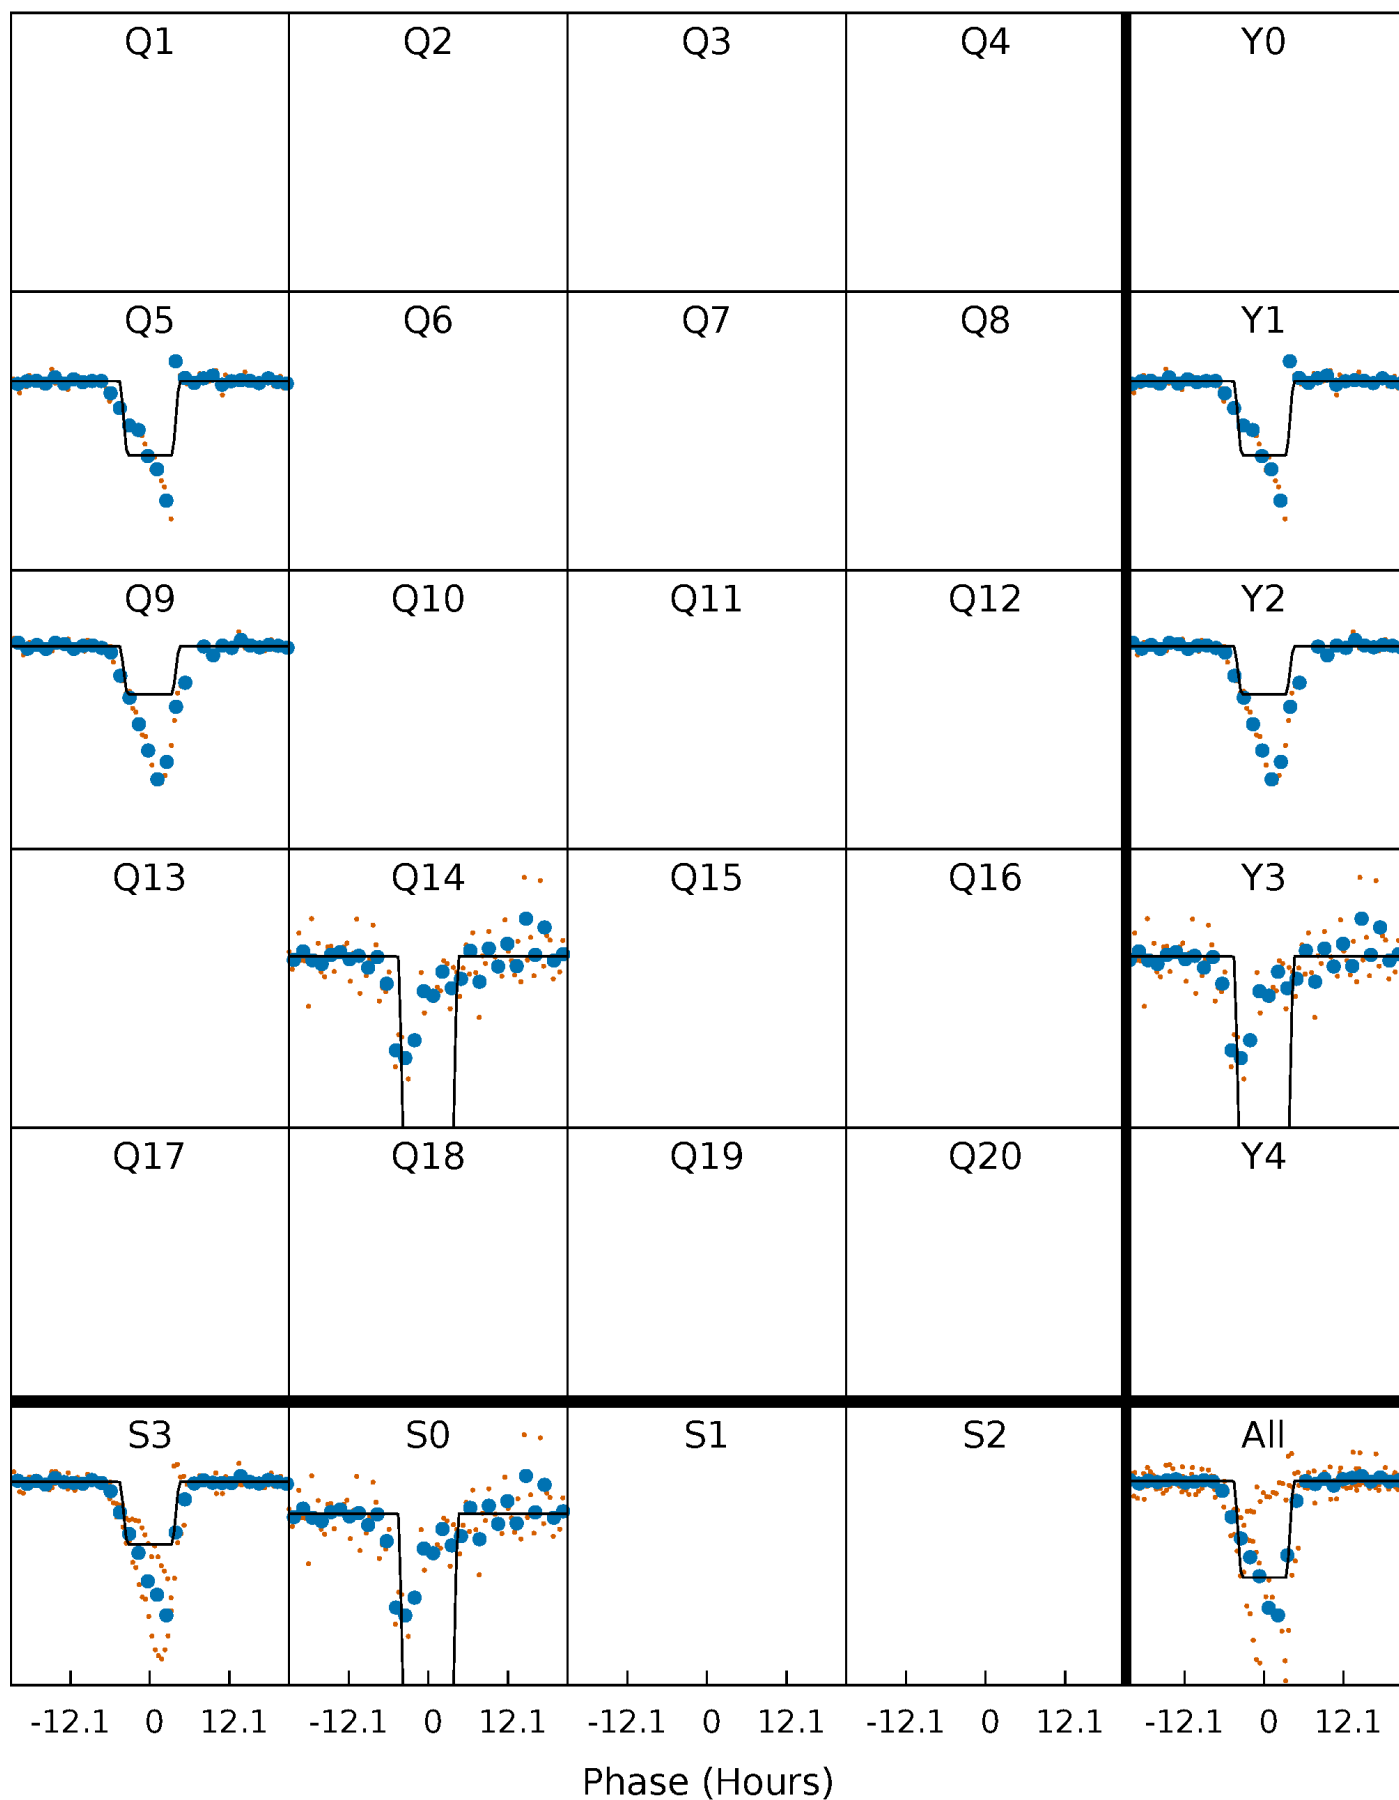 Q1 Q2 Q3 Q4 Y0
Q5 Q6 Q7 Q8 Y1
Q9 Q10 Q11 Q12 Y2
Q13 Q14 Q15 Q16 Y3
Q17 Q18 Q19 Q20 Y4
S3 S0 S1 S2 All
-12.1 0 12.1 -12.1 0 12.1 -12.1 0 12.1 -12.1 0 12.1 -12.1 0 12.1
Phase (Hours)